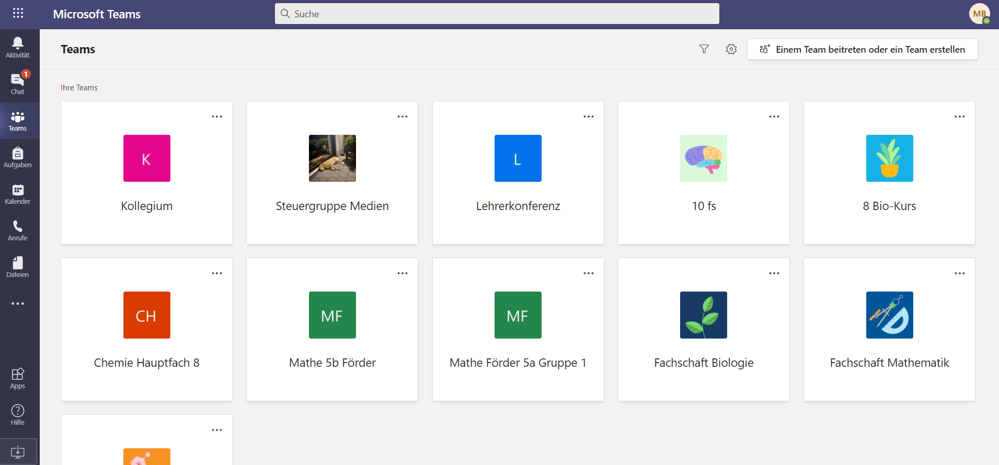 Microsoft Teams
Suche
MB
Aktivität
1
Chat
Teams
Aufgaben
Kalender
Anrufe
Dateien
Apps
Hilfe
Teams
Einem Team beitreten oder ein Team erstellen
Ihre Teams
K
Kollegium
Steuergruppe Medien
L
Lehrerkonferenz
10 fs
8 Bio-Kurs
CH
Chemie Hauptfach 8
MF
Mathe 5b Förder
MF
Mathe Förder 5a Gruppe 1
Fachschaft Biologie
Fachschaft Mathematik